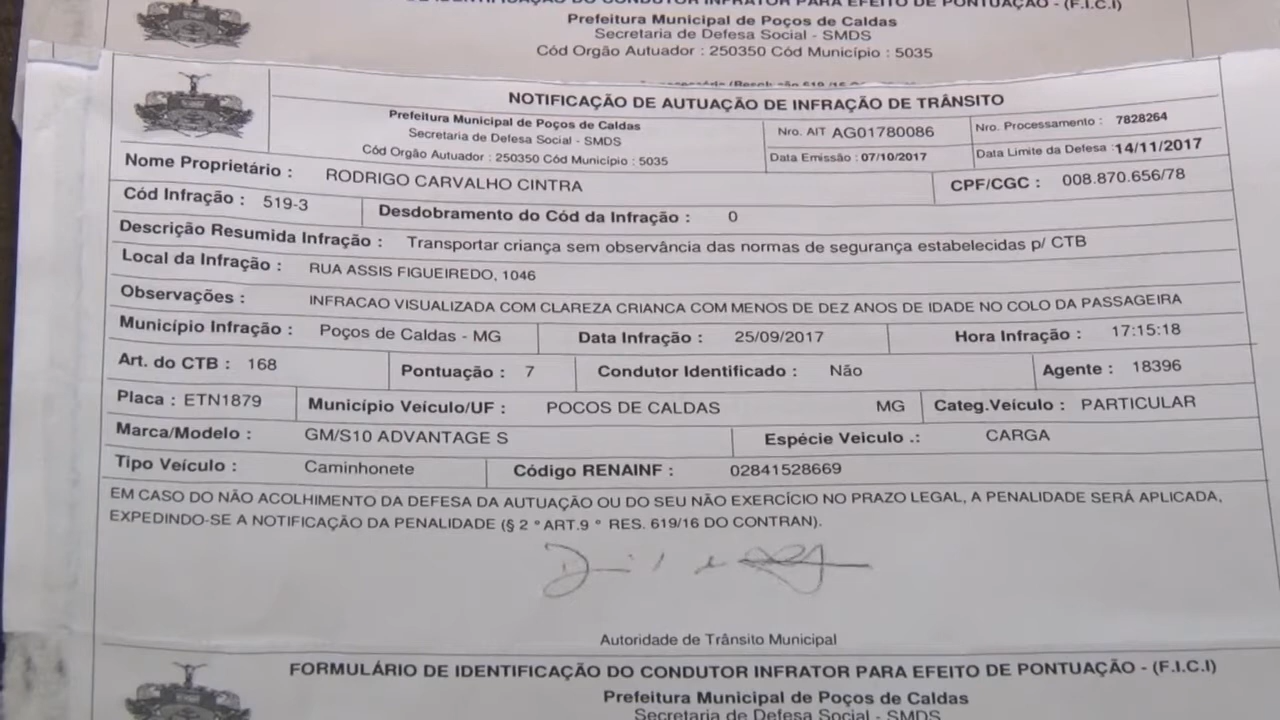 DE IDENTIFICAÇÃO DO CONDUTOR INFRATOR PARA EFEITO DE PONTUAÇÃO - (F.I.C.I)
Prefeitura Municipal de Poços de Caldas
Secretaria de Defesa Social - SMDS
Cód Orgão Autuador : 250350 Cód Município : 5035
NOTIFICAÇÃO DE AUTUAÇÃO DE INFRAÇÃO DE TRÂNSITO
Prefeitura Municipal de Poços de Caldas
Secretaria de Defesa Social - SMDS
Cód Orgão Autuador : 250350 Cód Município : 5035
Nro. AIT AG01780086
Nro. Processamento : 7828264
Data Emissão : 07/10/2017
Data Limite da Defesa : 14/11/2017
Nome Proprietário : RODRIGO CARVALHO CINTRA CPF/CGC : 008.870.656/78
Cód Infração : 519-3 Desdobramento do Cód da Infração : 0
Descrição Resumida Infração : Transportar criança sem observância das normas de segurança estabelecidas p/ CTB
Local da Infração : RUA ASSIS FIGUEIREDO, 1046
Observações : INFRACAO VISUALIZADA COM CLAREZA CRIANCA COM MENOS DE DEZ ANOS DE IDADE NO COLO DA PASSAGEIRA
Município Infração : Poços de Caldas - MG Data Infração : 25/09/2017 Hora Infração : 17:15:18
Art. do CTB : 168 Pontuação : 7 Condutor Identificado : Não Agente : 18396
Placa : ETN1879 Município Veículo/UF : POCOS DE CALDAS MG Categ.Veículo : PARTICULAR
Marca/Modelo : GM/S10 ADVANTAGE S Espécie Veiculo .: CARGA
Tipo Veículo : Caminhonete Código RENAINF : 02841528669
EM CASO DO NÃO ACOLHIMENTO DA DEFESA DA AUTUAÇÃO OU DO SEU NÃO EXERCÍCIO NO PRAZO LEGAL, A PENALIDADE SERÁ APLICADA,
EXPEDINDO-SE A NOTIFICAÇÃO DA PENALIDADE (§ 2 º ART.9 º RES. 619/16 DO CONTRAN).
Autoridade de Trânsito Municipal
FORMULÁRIO DE IDENTIFICAÇÃO DO CONDUTOR INFRATOR PARA EFEITO DE PONTUAÇÃO - (F.I.C.I)
Prefeitura Municipal de Poços de Caldas
Secretaria de Defesa Social - SMDS